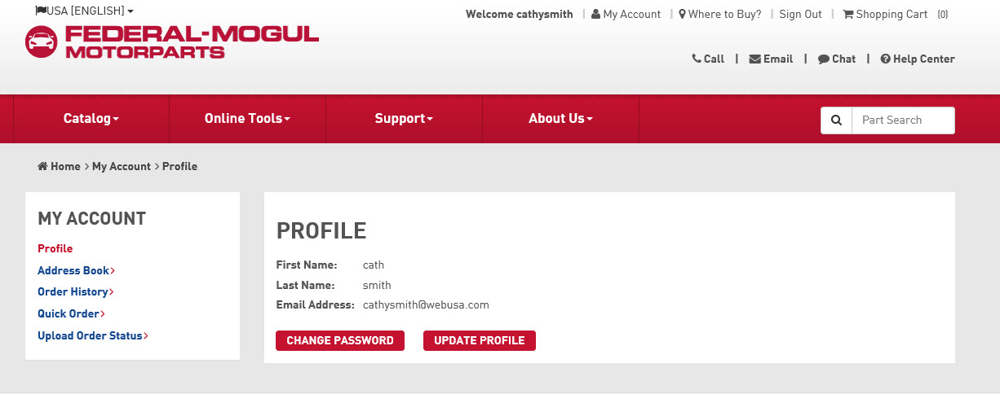 USA [ENGLISH]
Welcome cathysmith | My Account | Where to Buy? | Sign Out | Shopping Cart (0)
FEDERAL-MOGUL
MOTORPARTS
Call | Email | Chat | Help Center
Catalog Online Tools Support About Us Part Search
Home > My Account > Profile
MY ACCOUNT
Profile
Address Book >
Order History >
Quick Order >
Upload Order Status >
PROFILE
First Name: cath
Last Name: smith
Email Address: cathysmith@webusa.com
CHANGE PASSWORD UPDATE PROFILE